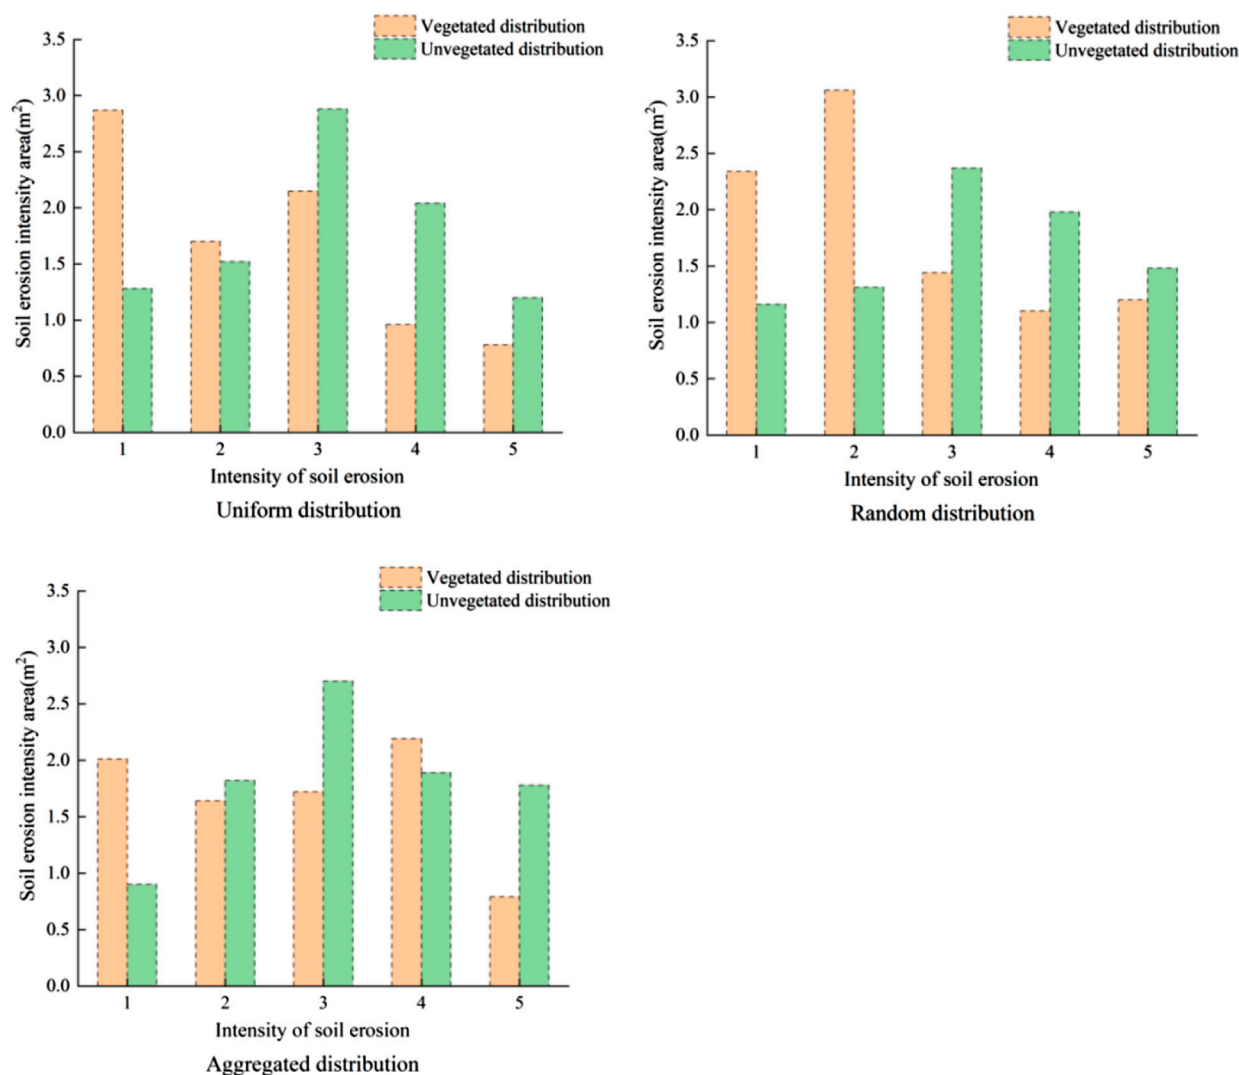 Vegetated distribution
Unvegetated distribution
3.5
3.0
2.5
2.0
1.5
1.0
0.5
0.0
Soil erosion intensity area(m²)
1 2 3 4 5
Intensity of soil erosion
Uniform distribution
Vegetated distribution
Unvegetated distribution
3.5
3.0
2.5
2.0
1.5
1.0
0.5
0.0
Soil erosion intensity area(m²)
1 2 3 4 5
Intensity of soil erosion
Random distribution
Vegetated distribution
Unvegetated distribution
3.5
3.0
2.5
2.0
1.5
1.0
0.5
0.0
Soil erosion intensity area(m²)
1 2 3 4 5
Intensity of soil erosion
Aggregated distribution